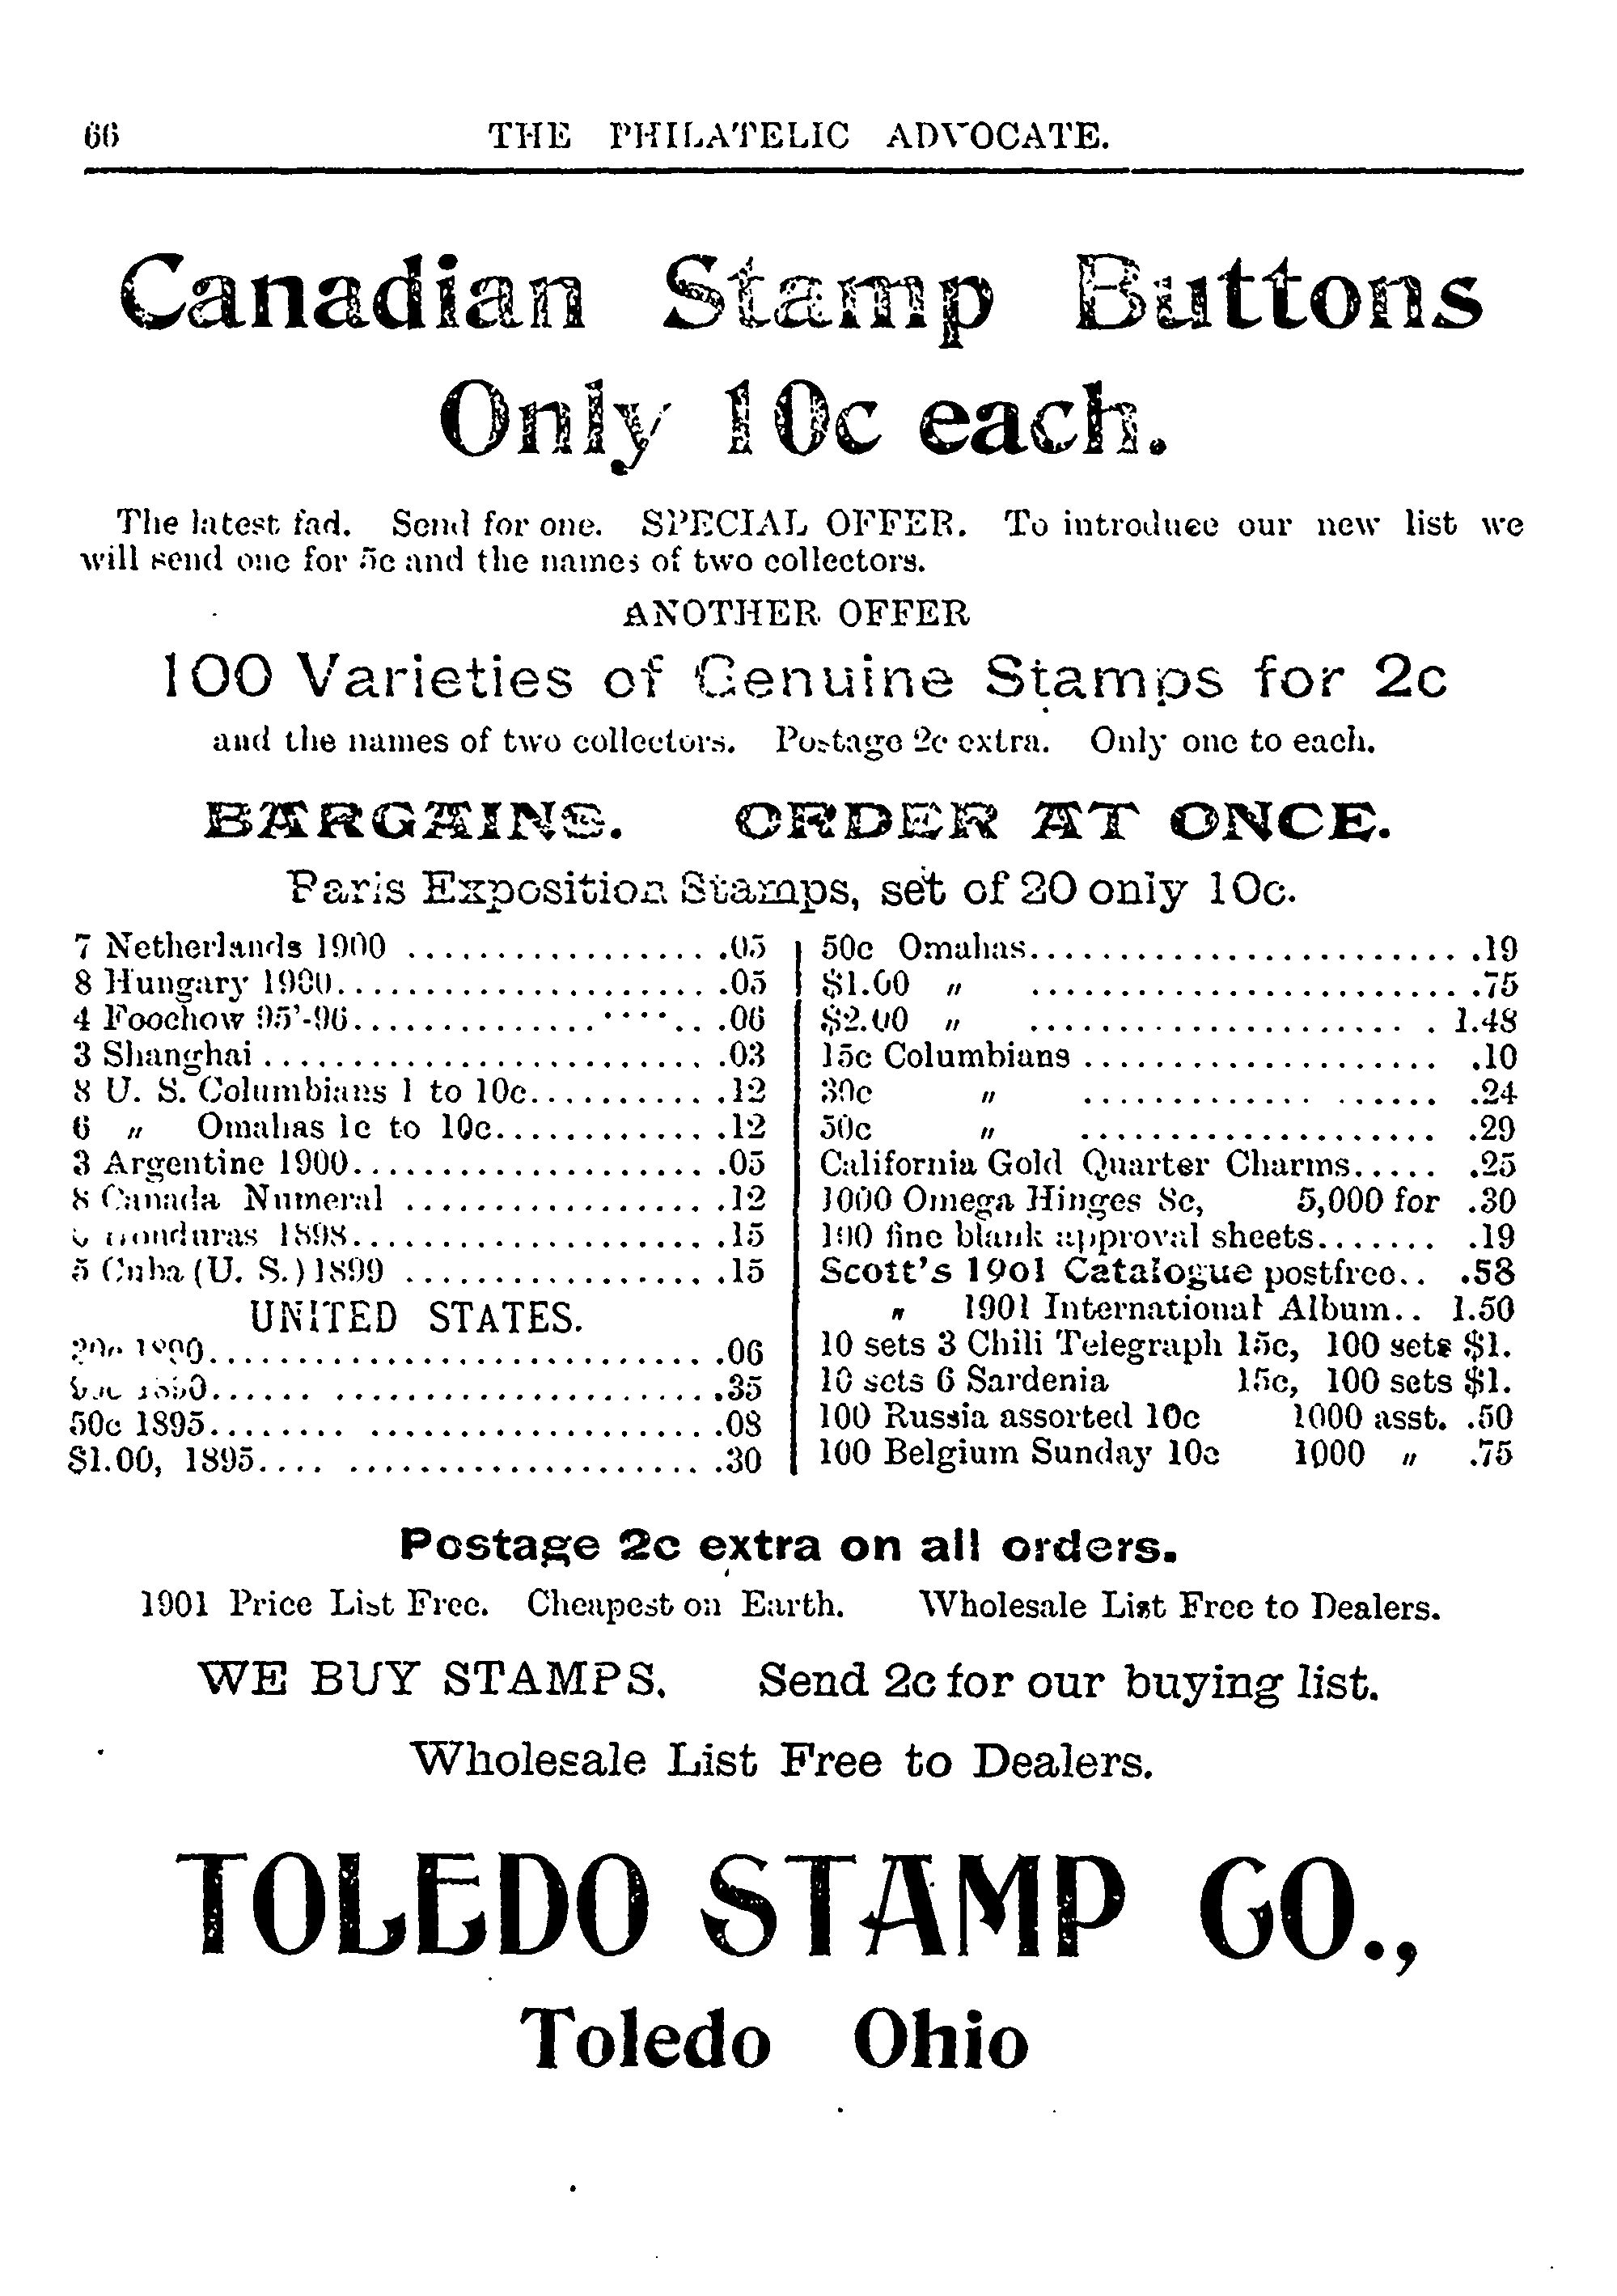 66 THE PHILATELIC ADVOCATE.
Canadian Stamp Buttons
Only 10c each.
The latest fad. Send for one. SPECIAL OFFER. To introduce our new list we
will send one for 5c and the names of two collectors.
ANOTHER OFFER
100 Varieties of Genuine Stamps for 2c
and the names of two collectors. Postage 2c extra. Only one to each.
BARGAINS. ORDER AT ONCE.
Paris Exposition Stamps, set of 20 only 10c.
7 Netherlands 1900 .................. .05
8 Hungary 1900....................... .05
4 Foochow 95'-96..................... .06
3 Shanghai .......................... .03
8 U. S. Columbians 1 to 10c........... .12
6 " Omahas 1c to 10c............. .12
3 Argentine 1900...................... .05
8 Canada Numeral .................. .12
Honduras 1898...................... .15
5 Cuba (U. S.) 1899 .................. .15
UNITED STATES.
1890............................. .06
1890...... ...................... .35
50c 1895........ .................... .08
$1.00, 1895.... .................... .30
50c Omahas......................... .19
$1.00 " ......................... .75
$2.00 " ....................... 1.48
15c Columbians .................... .10
30c " ............. ...... .24
50c " ..................... .29
California Gold Quarter Charms..... .25
1000 Omega Hinges 8c, 5,000 for .30
100 fine blank approval sheets....... .19
Scott's 1901 Catalogue postfree.. .58
" 1901 International Album.. 1.50
10 sets 3 Chili Telegraph 15c, 100 sets $1.
10 sets 6 Sardenia 15c, 100 sets $1.
100 Russia assorted 10c 1000 asst. .50
100 Belgium Sunday 10c 1000 " .75
Postage 2c extra on all orders.
1901 Price List Free. Cheapest on Earth. Wholesale List Free to Dealers.
WE BUY STAMPS. Send 2c for our buying list.
Wholesale List Free to Dealers.
TOLEDO STAMP CO.,
Toledo Ohio